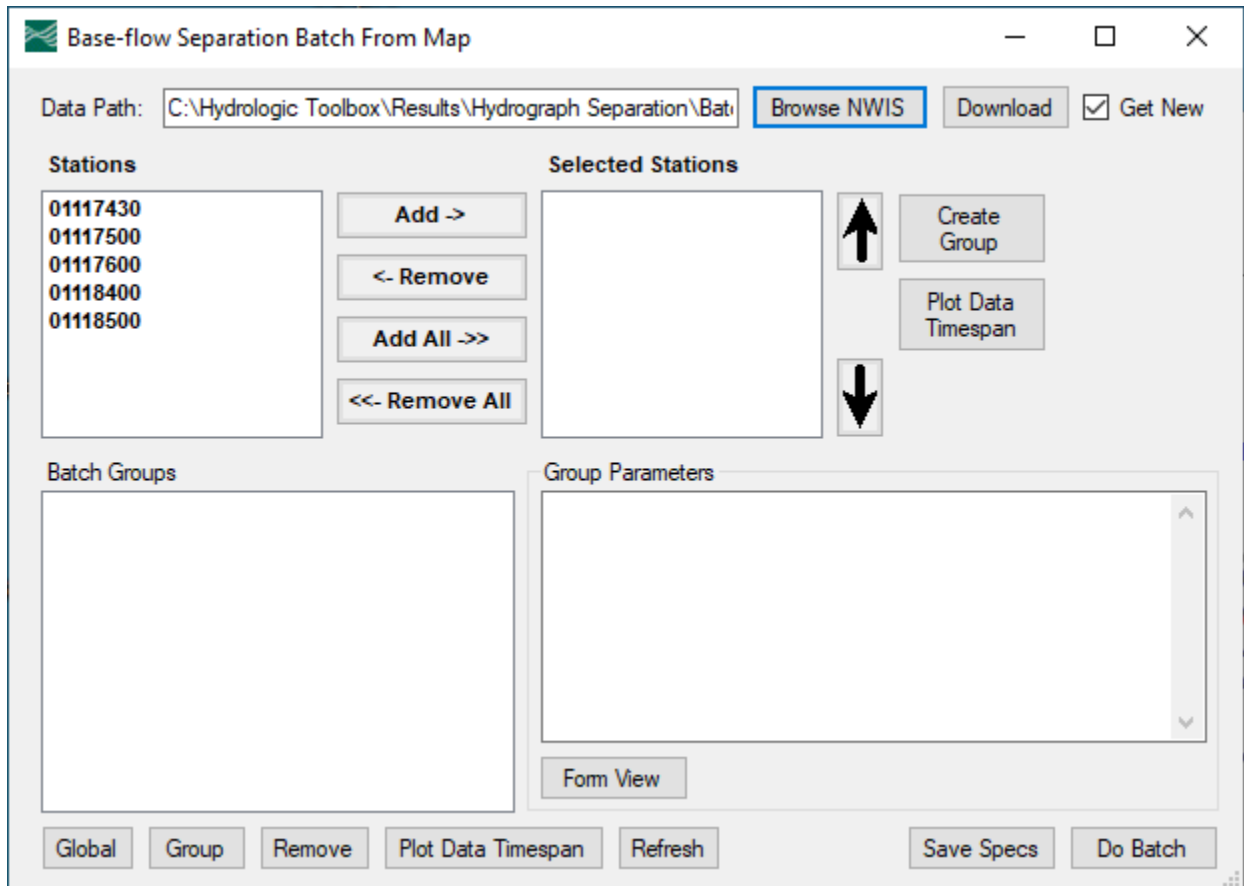 Base-flow Separation Batch From Map
Data Path: C:\Hydrologic Toolbox\Results\Hydrograph Separation\Bat Browse NWIS Download Get New
Stations Selected Stations
01117430
01117500
01117600
01118400
01118500
Add ->
<- Remove
Add All ->>
<<- Remove All
Create
Group
Plot Data
Timespan
Batch Groups Group Parameters
Form View
Global Group Remove Plot Data Timespan Refresh Save Specs Do Batch